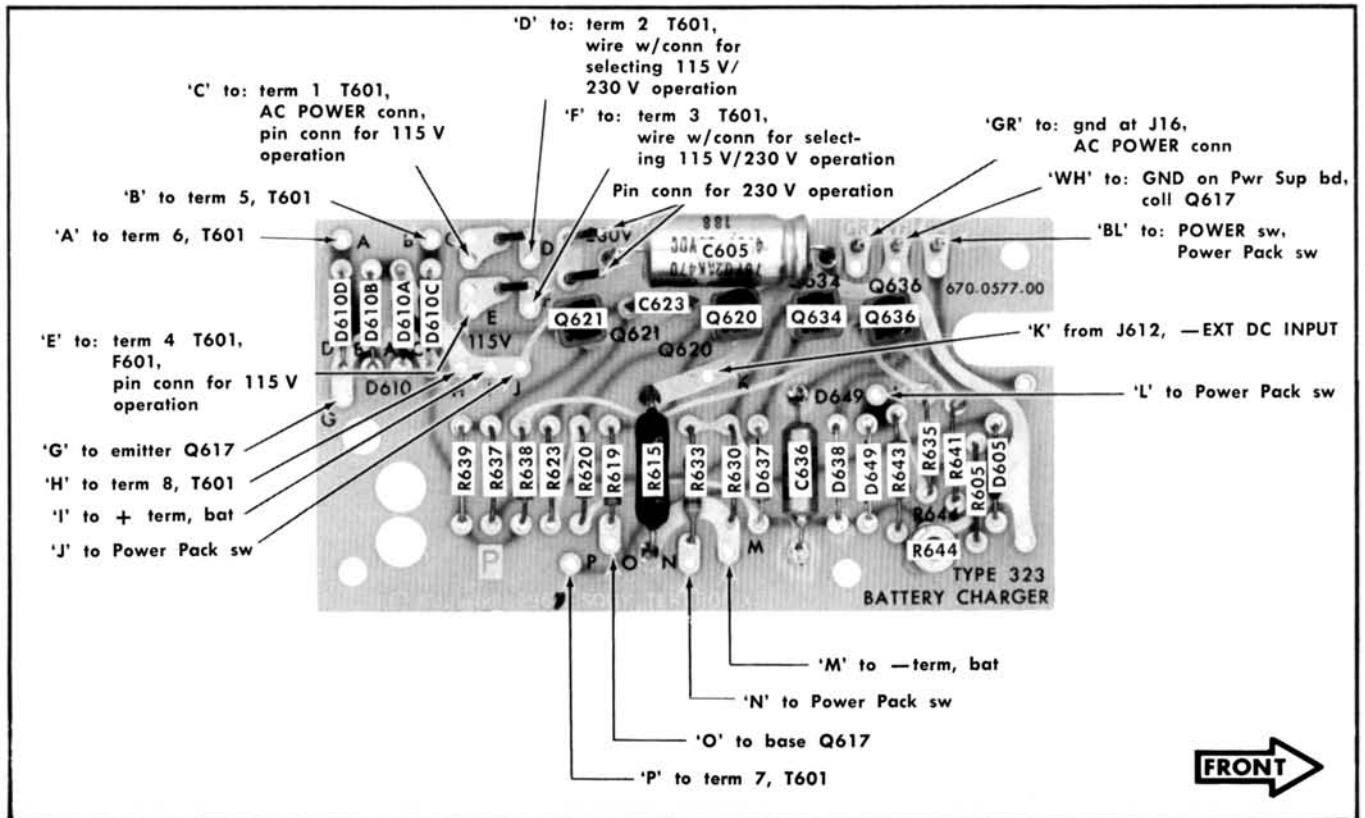 'D' to: term 2 T601,
wire w/conn for
selecting 115 V/
230 V operation
'C' to: term 1 T601,
AC POWER conn,
pin conn for 115 V
operation
'F' to: term 3 T601,
wire w/conn for select-
ing 115 V/230 V operation
'GR' to: gnd at J16,
AC POWER conn
Pin conn for 230 V operation
'WH' to: GND on Pwr Sup bd,
coll Q617
'B' to term 5, T601
'A' to term 6, T601
'BL' to: POWER sw,
Power Pack sw
A
B
C
D
188
C605
D610D
D610B
D610A
D610C
E
115V
Q621
C623
Q620
Q634
Q636
Q621
Q620
Q634
Q636
670-0577-00
'K' from J612, —EXT DC INPUT
'E' to: term 4 T601,
F601,
pin conn for 115 V
operation
D610
H
J
K
G
D649
'L' to Power Pack sw
'G' to emitter Q617
'H' to term 8, T601
'I' to + term, bat
'J' to Power Pack sw
R639
R637
R638
R623
R620
R619
R615
R633
R630
D637
C636
D638
D649
R643
R635
R641
R605
D605
R644
R644
P
P
O
N
M
TYPE 323
BATTERY CHARGER
'M' to —term, bat
'N' to Power Pack sw
'O' to base Q617
'P' to term 7, T601
FRONT